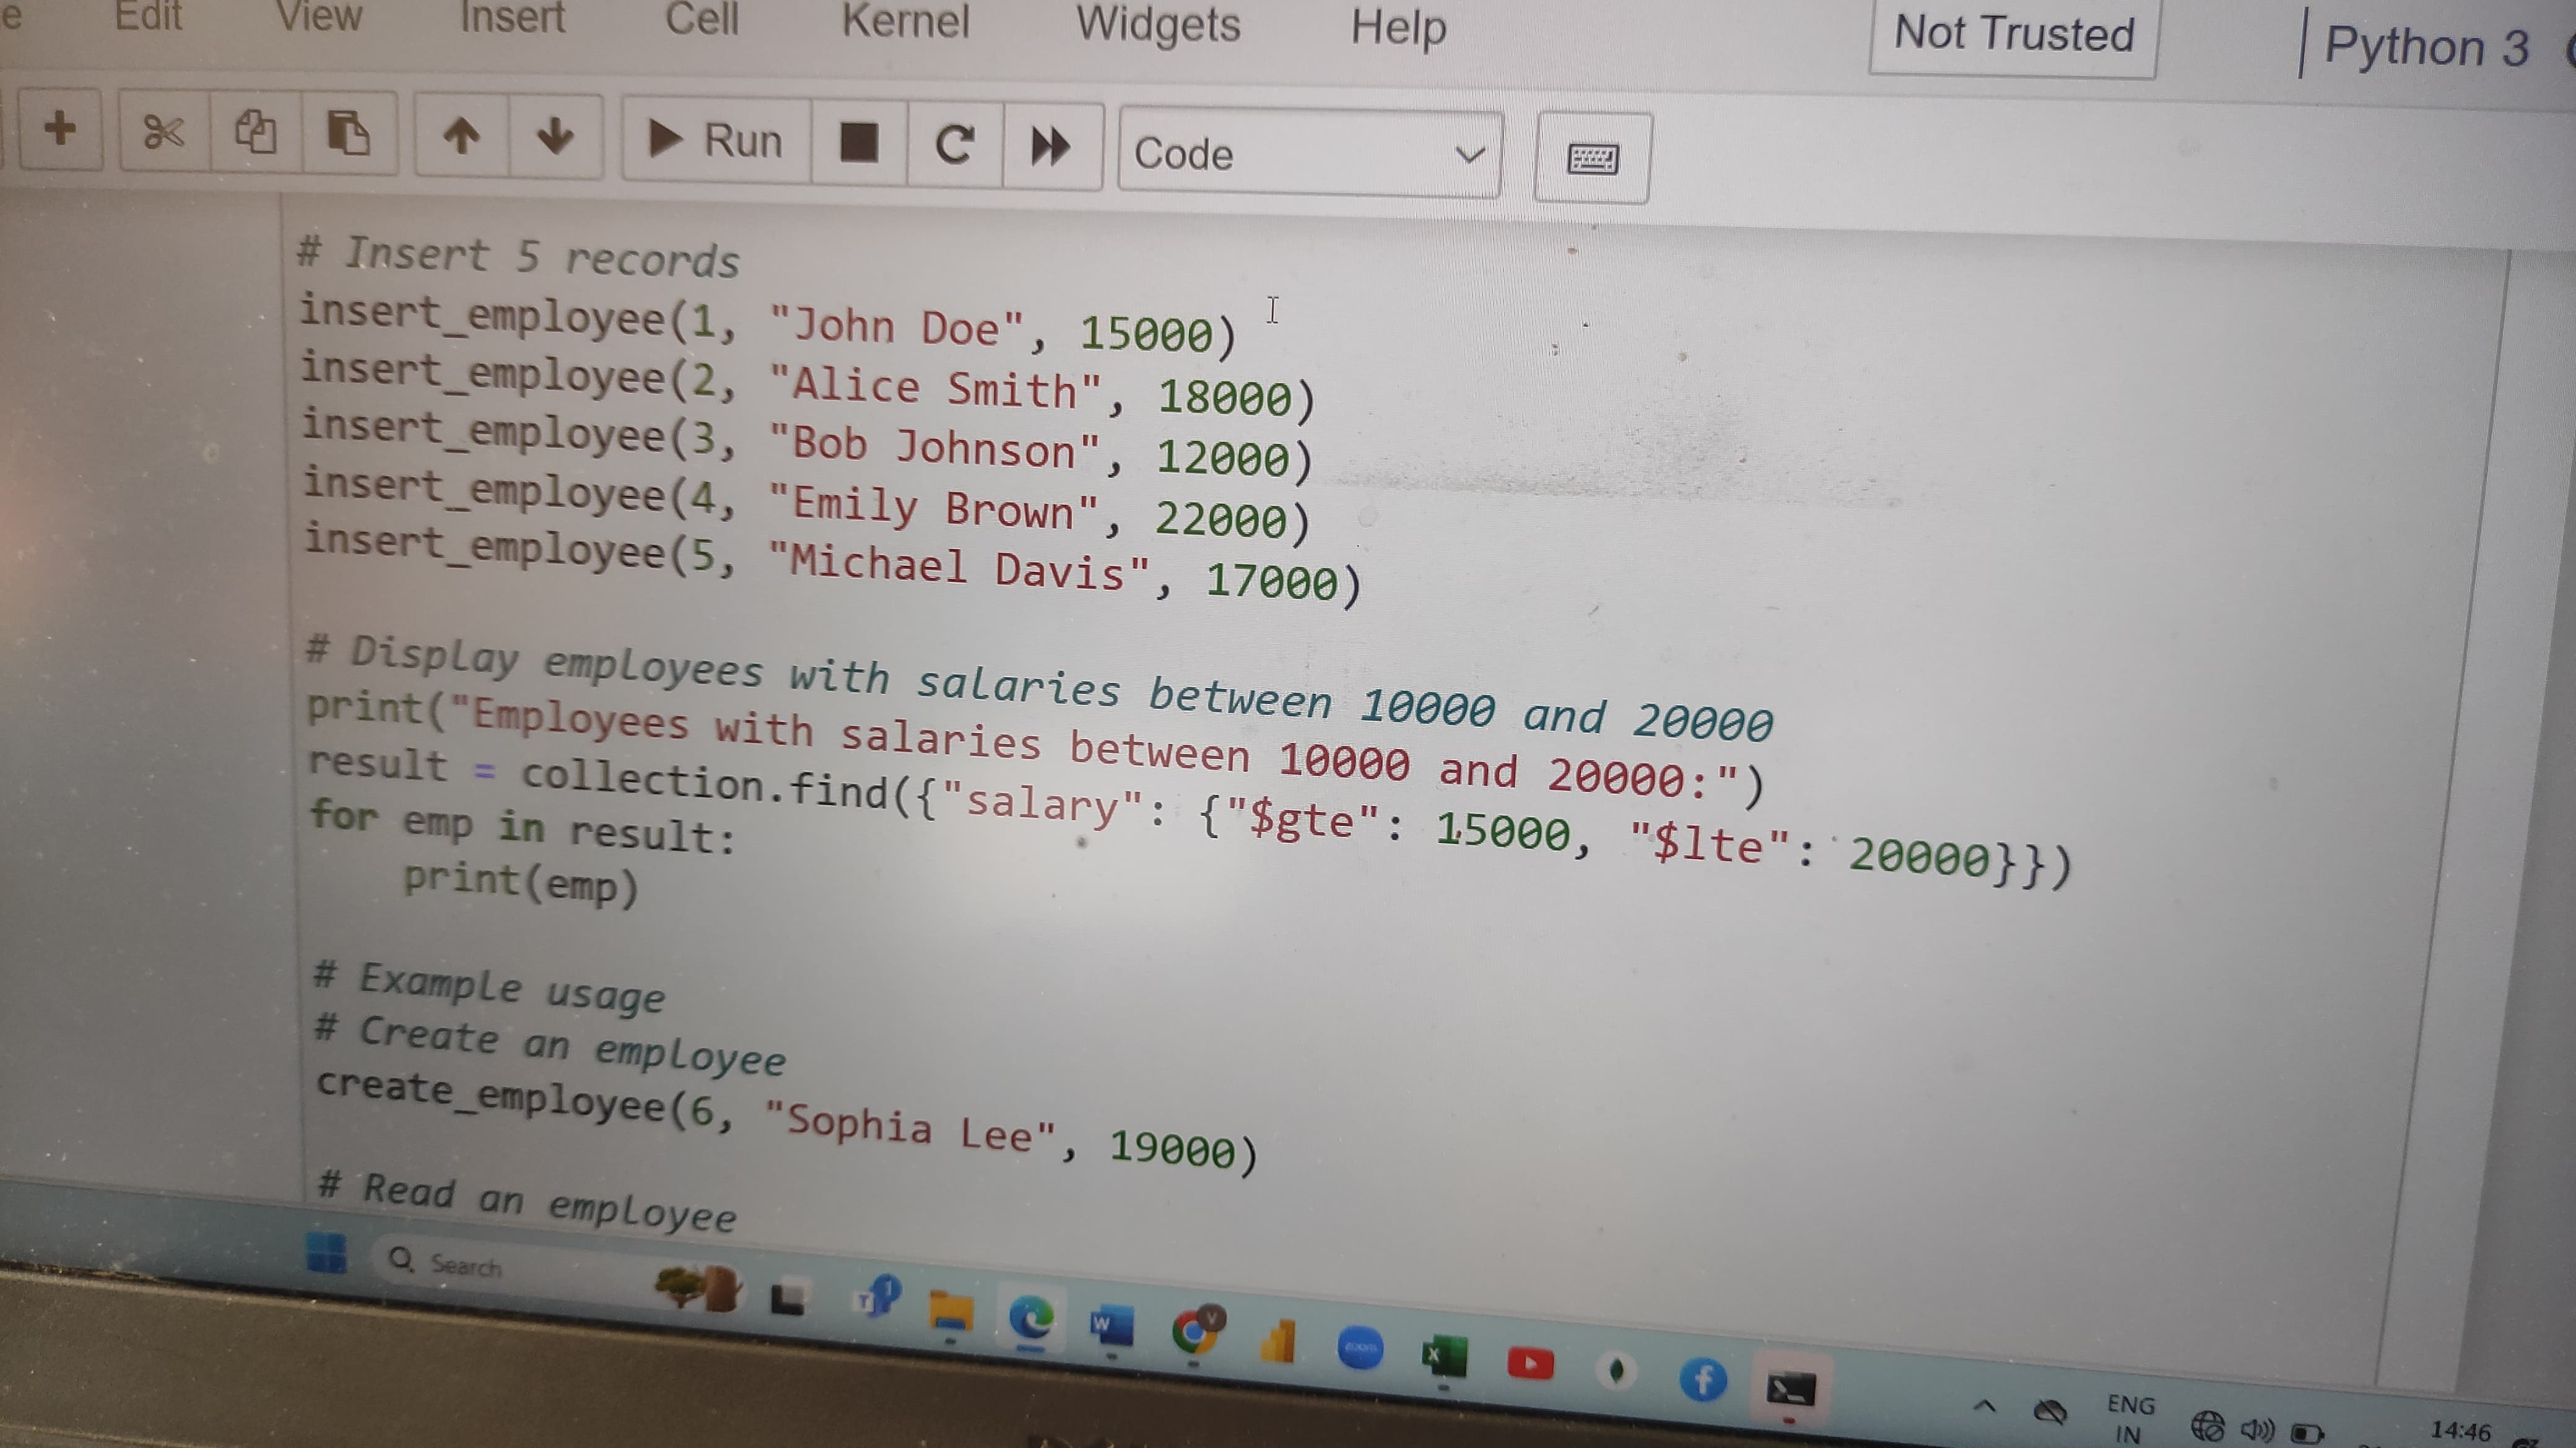 e Edit View Insert Cell Kernel Widgets Help Not Trusted Python 3
Run Code
# Insert 5 records
insert_employee(1, "John Doe", 15000)
insert_employee(2, "Alice Smith", 18000)
insert_employee(3, "Bob Johnson", 12000)
insert_employee(4, "Emily Brown", 22000)
insert_employee(5, "Michael Davis", 17000)
# Display employees with salaries between 10000 and 20000
print("Employees with salaries between 10000 and 20000:")
result = collection.find({"salary": {"$gte": 15000, "$lte": 20000}})
for emp in result:
    print(emp)
# Example usage
# Create an employee
create_employee(6, "Sophia Lee", 19000)
# Read an employee
Search
zoom
ENG
IN
14:46